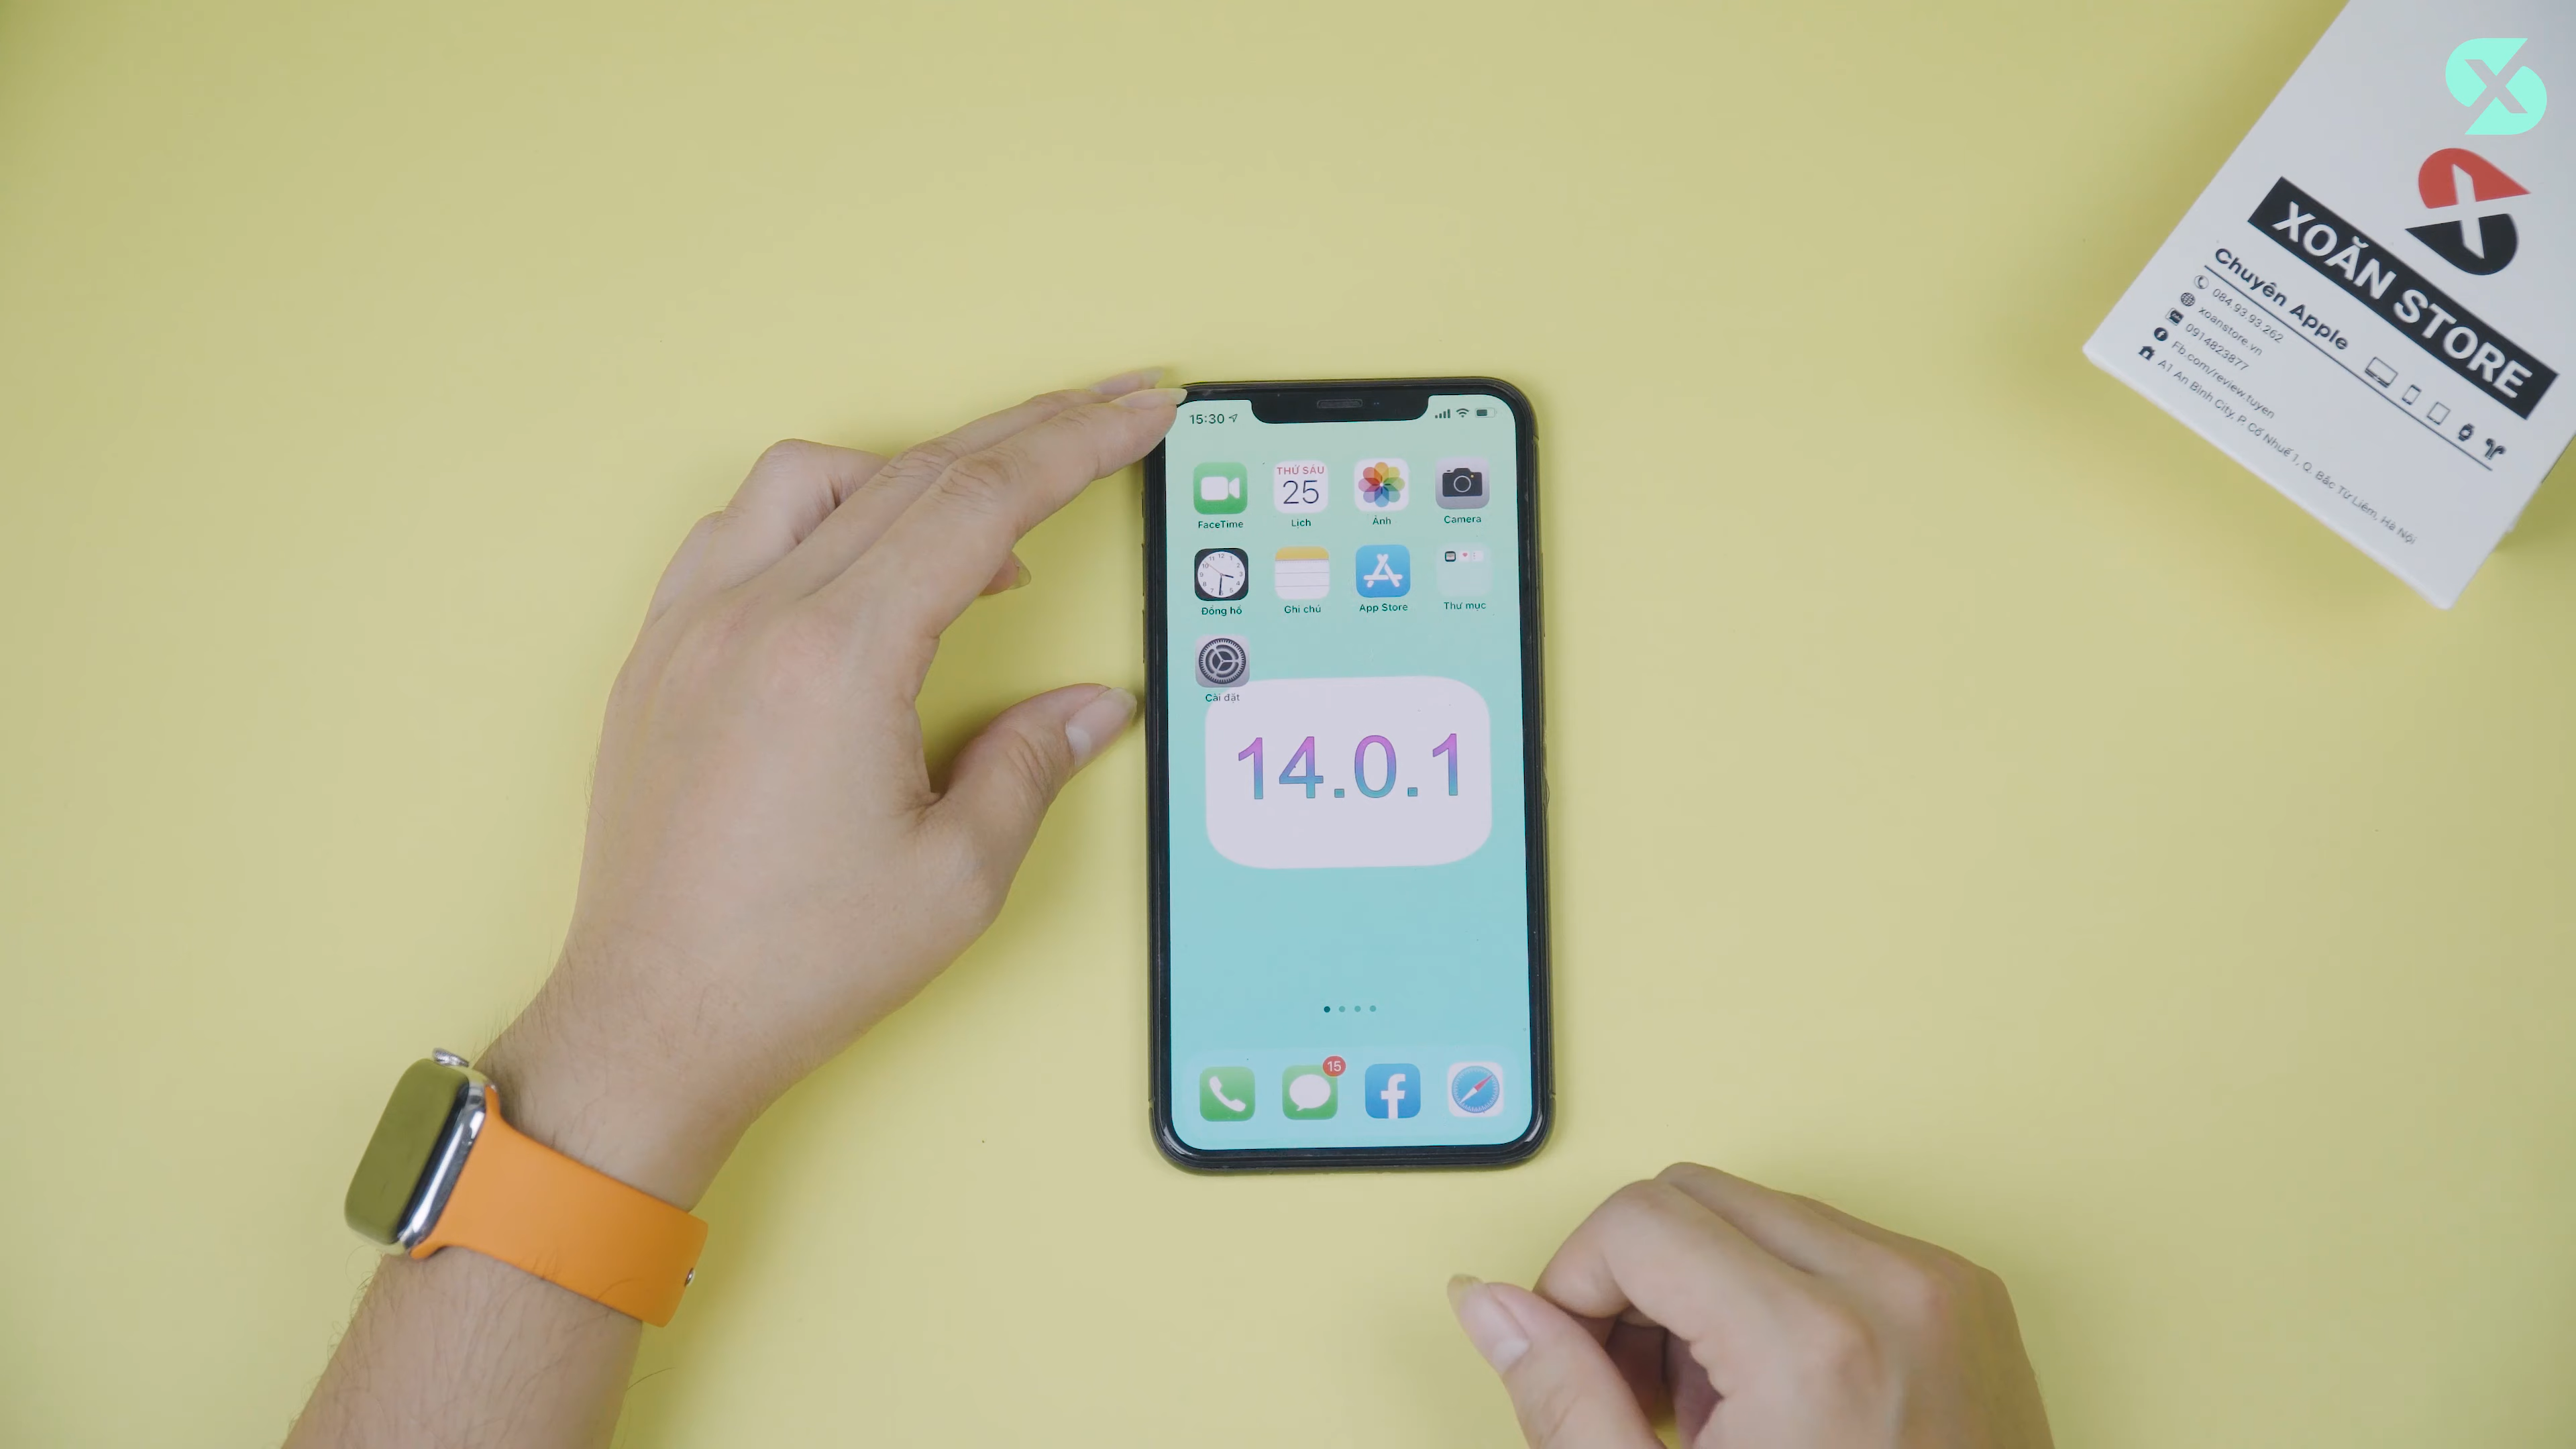 15:30
THỨ SÁU
25
FaceTime
Lịch
Ảnh
Camera
Đồng hồ
Ghi chú
App Store
Thư mục
Cài đặt
14.0.1
15
XOĂN STORE
Chuyên Apple
084.93.93.262
xoanstore.vn
0914823877
Fb.com/review.tuyen
A1 An Bình City, P. Cổ Nhuế 1, Q. Bắc Từ Liêm, Hà Nội